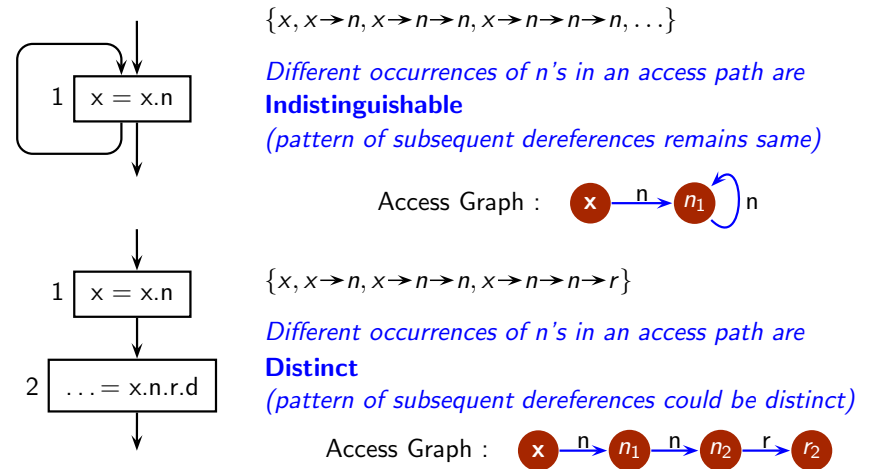 {x, x→n, x→n→n, x→n→n→n, . . .}
Different occurrences of n's in an access path are
Indistinguishable
(pattern of subsequent dereferences remains same)
1 x = x.n
Access Graph : x n n₁ n
{x, x→n, x→n→n, x→n→n→r}
Different occurrences of n's in an access path are
Distinct
(pattern of subsequent dereferences could be distinct)
1 x = x.n
2 . . . = x.n.r.d
Access Graph : x n n₁ n n₂ r r₂